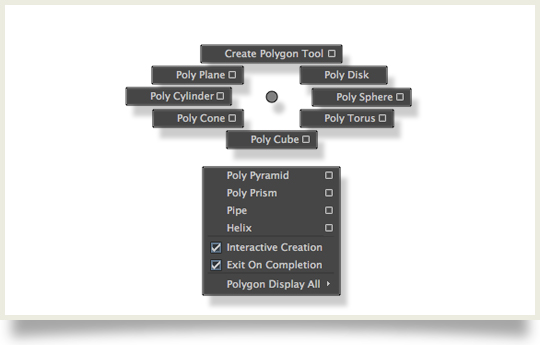 Create Polygon Tool
Poly Plane
Poly Disk
Poly Cylinder
Poly Sphere
Poly Cone
Poly Torus
Poly Cube
Poly Pyramid
Poly Prism
Pipe
Helix
Interactive Creation
Exit On Completion
Polygon Display All